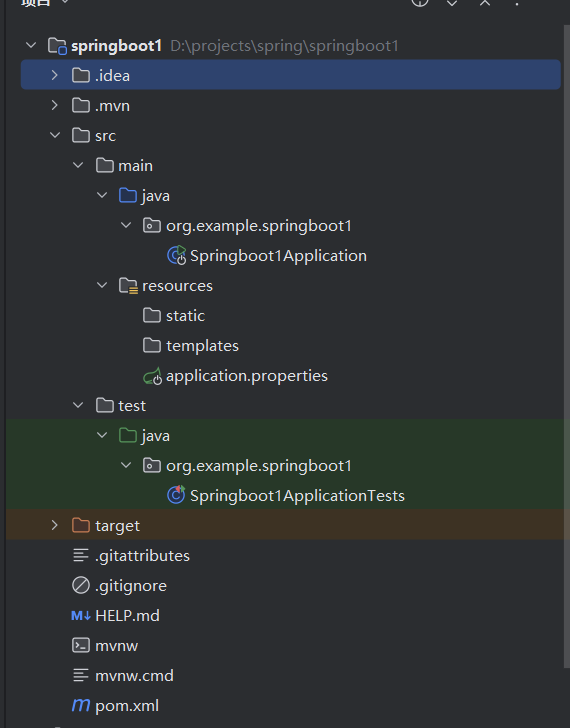 项目
springboot1 D:\projects\spring\springboot1
.idea
.mvn
src
main
java
org.example.springboot1
Springboot1Application
resources
static
templates
application.properties
test
java
org.example.springboot1
Springboot1ApplicationTests
target
.gitattributes
.gitignore
HELP.md
mvnw
mvnw.cmd
pom.xml